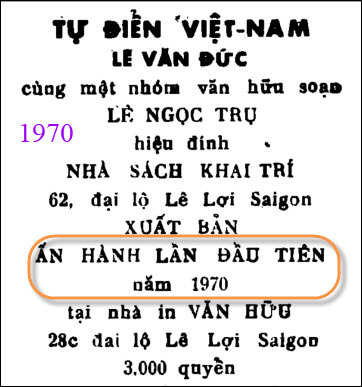 TỰ ĐIỂN VIỆT-NAM
LÊ VĂN ĐỨC
cùng một nhóm văn hữu soạn
LÊ NGỌC TRỤ
1970
hiệu đính
NHÀ SÁCH KHAI TRÍ
62, đại lộ Lê Lợi Saigon
XUẤT BẢN
ẤN HÀNH LẦN ĐẦU TIÊN
năm 1970
tại nhà in VĂN HỮU
28c đai lộ Lê Lợi Saigon
3.000 quyển